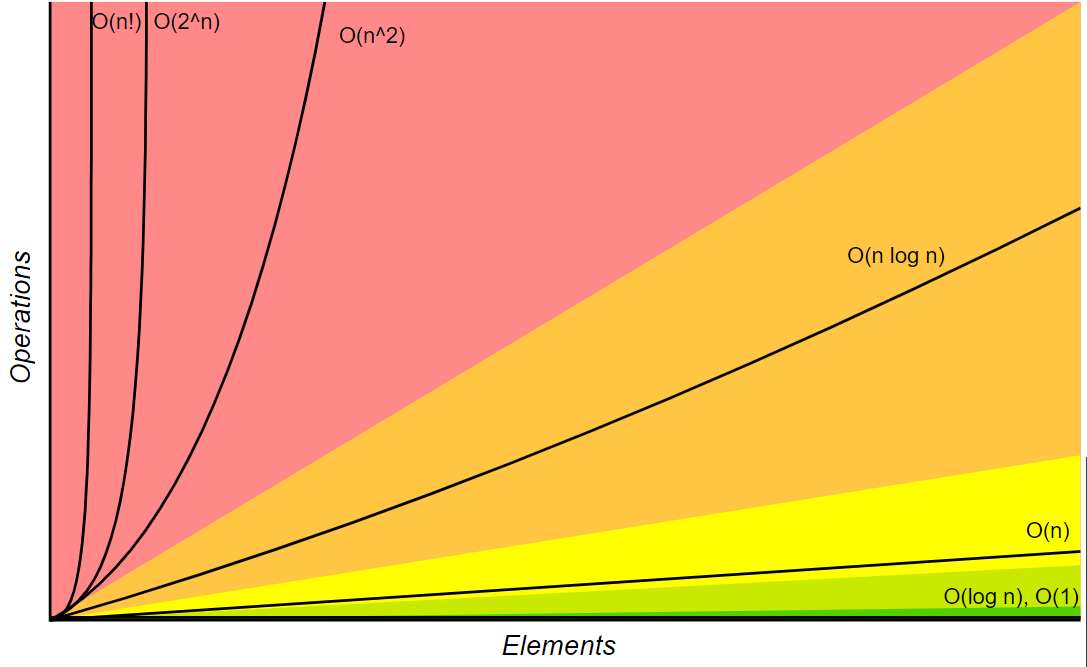 O(n!) O(2^n)
O(n^2)
O(n log n)
Operations
O(n)
O(log n), O(1)
Elements